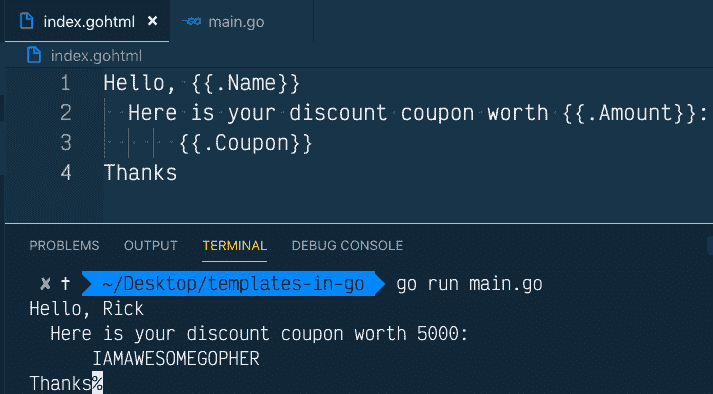 index.gohtml × main.go
index.gohtml
1 Hello, {{.Name}}
2 Here is your discount coupon worth {{.Amount}}:
3 {{.Coupon}}
4 Thanks
PROBLEMS OUTPUT TERMINAL DEBUG CONSOLE
✘ ✝ ~/Desktop/templates-in-go go run main.go
Hello, Rick
Here is your discount coupon worth 5000:
IAMAWESOMEGOPHER
Thanks%